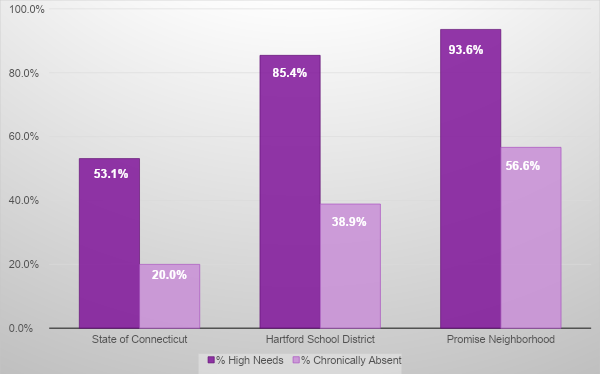 100.0%
80.0%
60.0%
40.0%
20.0%
0.0%
53.1%
20.0%
85.4%
38.9%
93.6%
56.6%
State of Connecticut
Hartford School District
Promise Neighborhood
% High Needs
% Chronically Absent